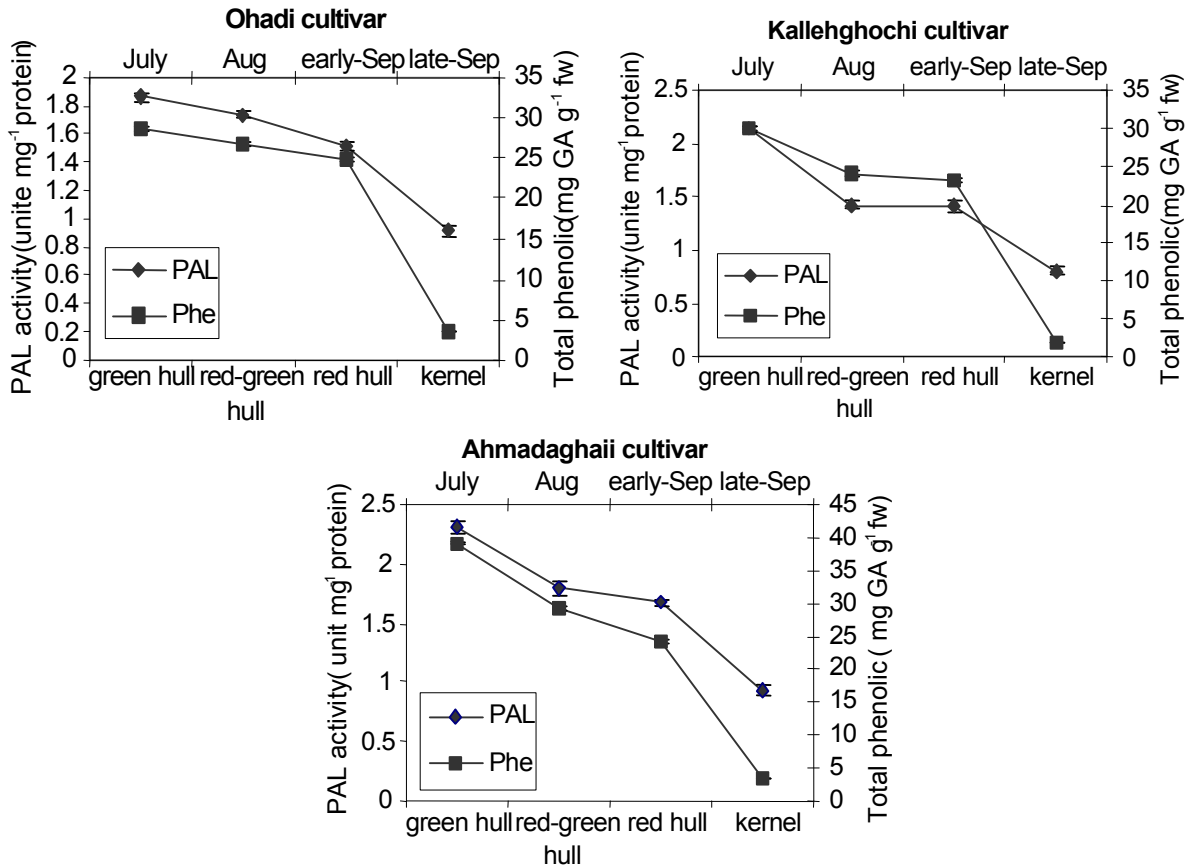 Ohadi cultivar
July Aug early-Sep late-Sep
PAL activity(unite mg-1 protein)
2
1.8
1.6
1.4
1.2
1
0.8
0.6
0.4
0.2
0
PAL
Phe
35
30
25
20
15
10
5
0
Total phenolic(mg GA g-1 fw)
green hull red-green red hull kernel
hull
Kallehghochi cultivar
July Aug early-Sep late-Sep
PAL activity(unite mg-1 protein)
2.5
2
1.5
1
0.5
0
PAL
Phe
35
30
25
20
15
10
5
0
Total phenolic(mg GA g-1 fw)
green hull red-green red hull kernel
hull
Ahmadaghaii cultivar
July Aug early-Sep late-Sep
PAL activity( unit mg-1 protein)
2.5
2
1.5
1
0.5
0
PAL
Phe
45
40
35
30
25
20
15
10
5
0
Total phenolic ( mg GA g-1 fw)
green hull red-green red hull kernel
hull